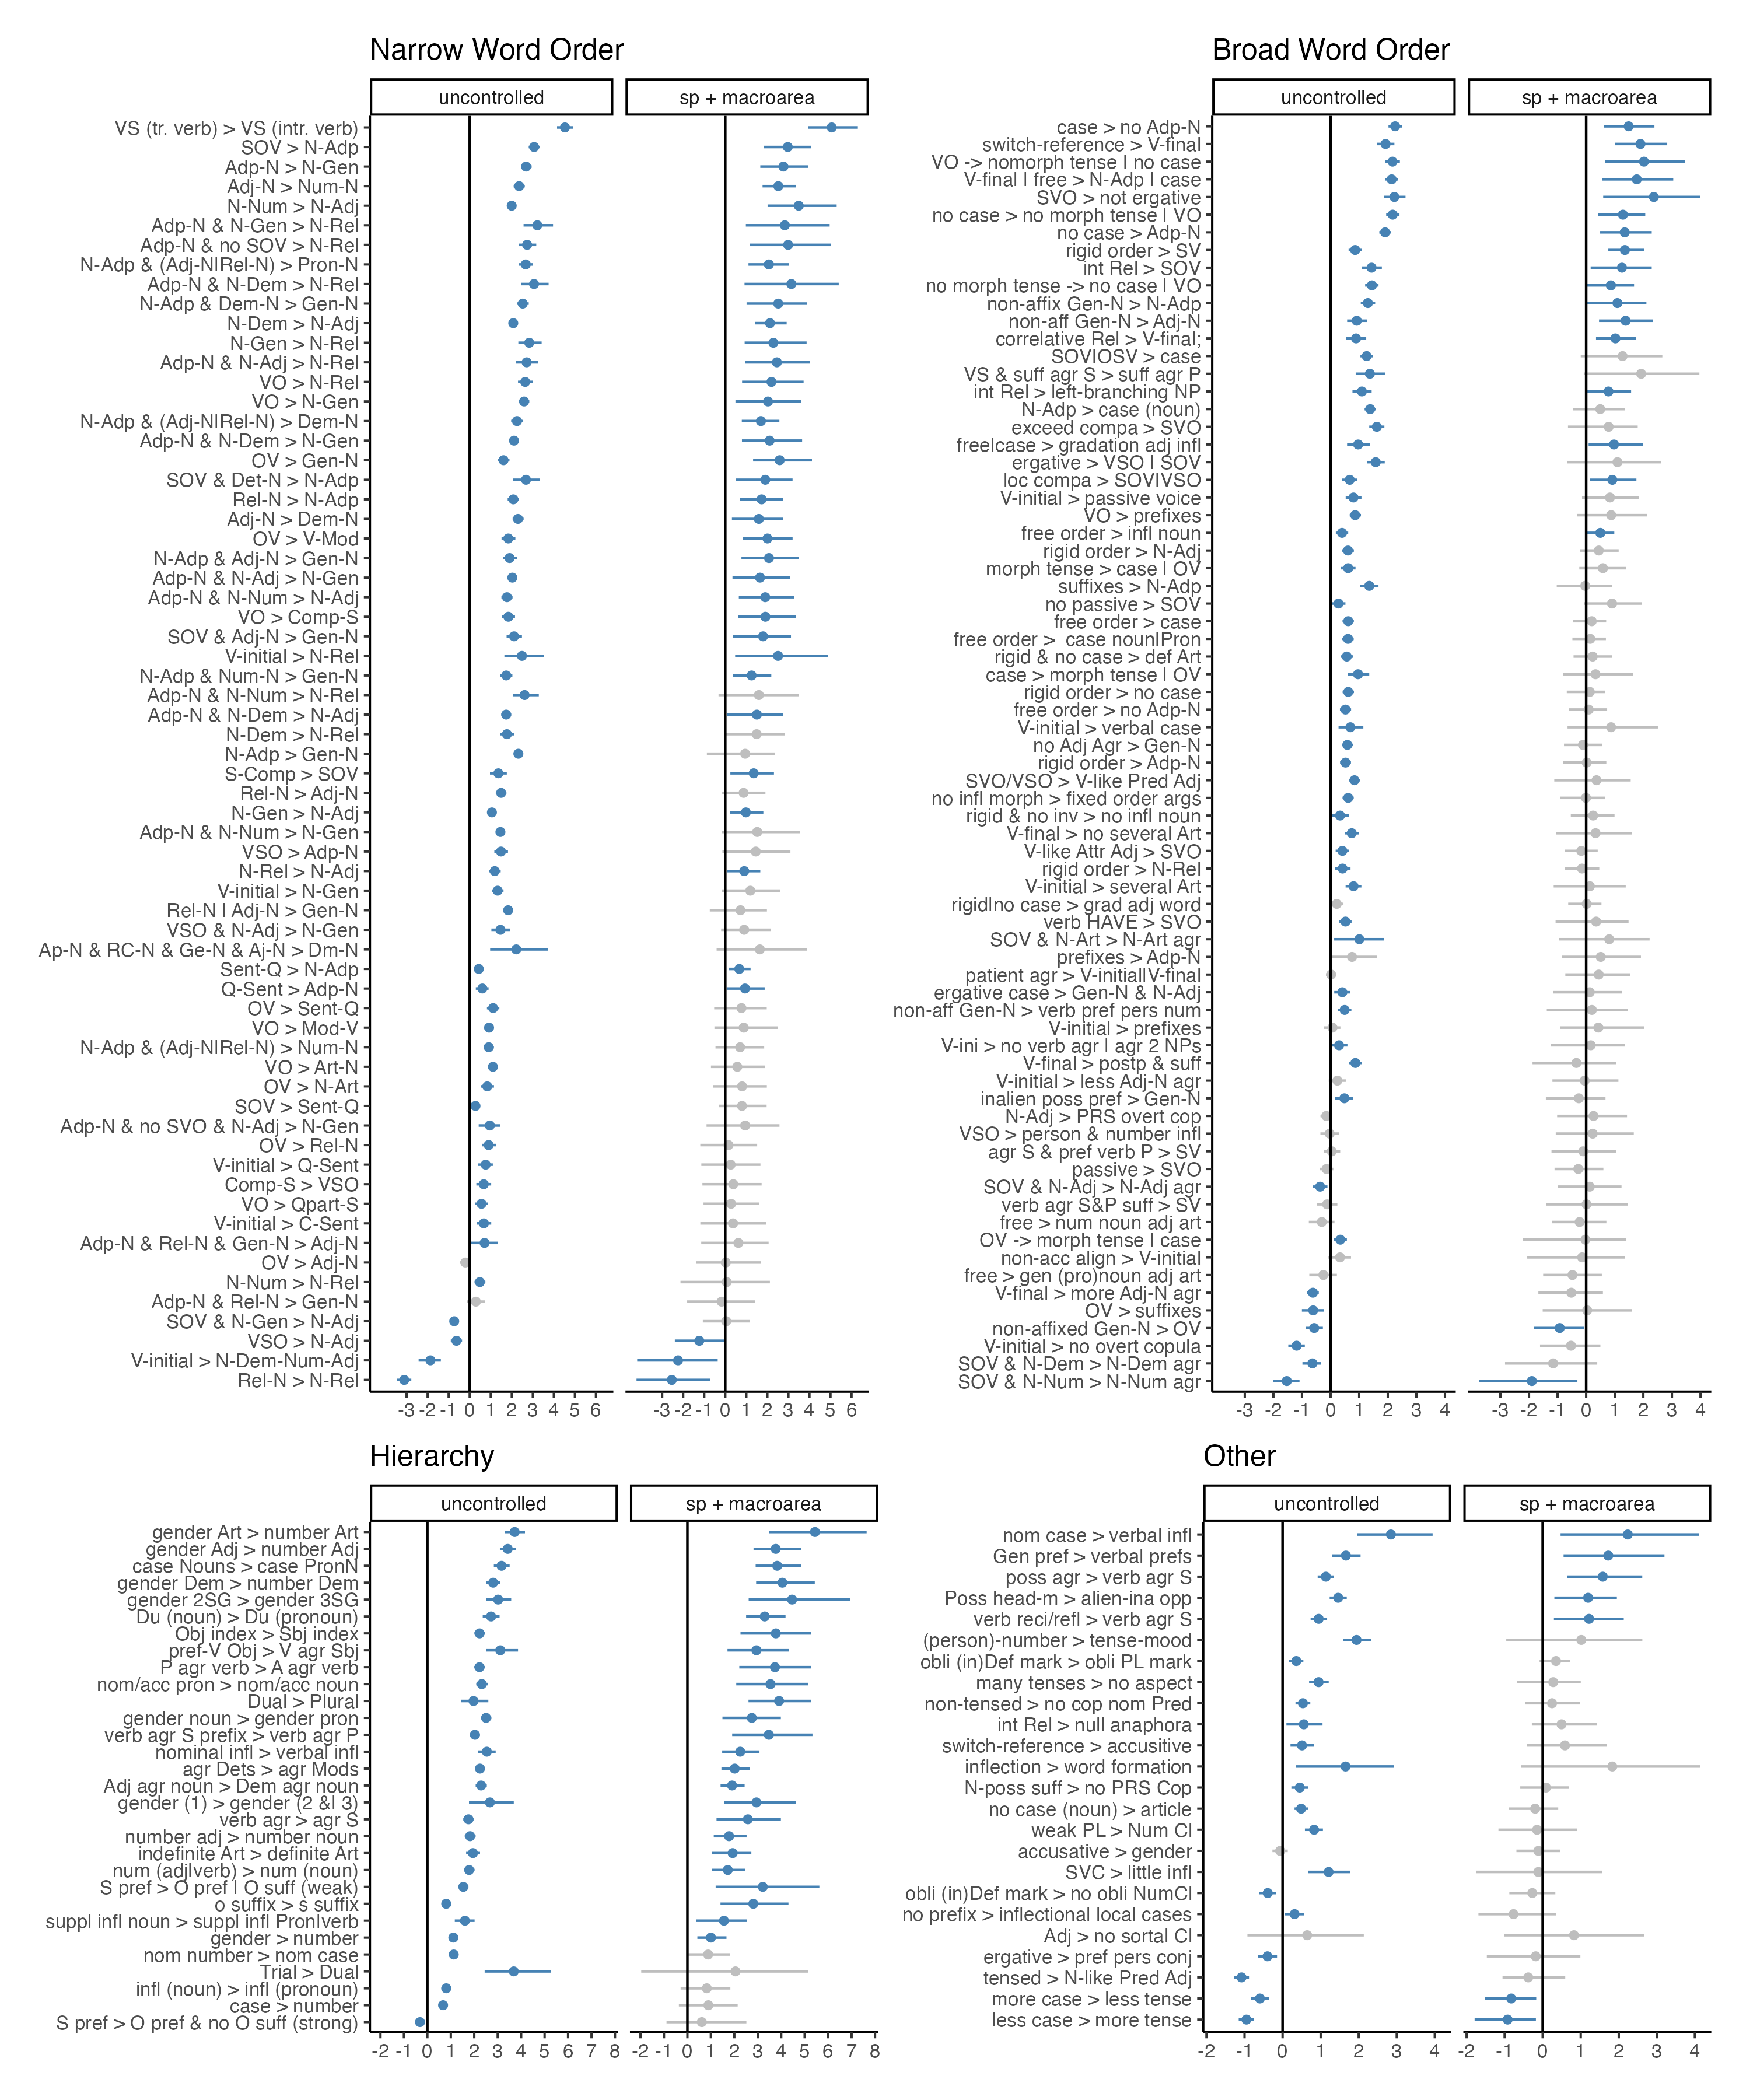 Narrow Word Order
uncontrolled
sp + macroarea
VS (tr. verb) > VS (intr. verb)
SOV > N-Adp
Adp-N > N-Gen
Adj-N > Num-N
N-Num > N-Adj
Adp-N & N-Gen > N-Rel
Adp-N & no SOV > N-Rel
N-Adp & (Adj-N|Rel-N) > Pron-N
Adp-N & N-Dem > N-Rel
N-Adp & Dem-N > Gen-N
N-Dem > N-Adj
N-Gen > N-Rel
Adp-N & N-Adj > N-Rel
VO > N-Rel
VO > N-Gen
N-Adp & (Adj-N|Rel-N) > Dem-N
Adp-N & N-Dem > N-Gen
OV > Gen-N
SOV & Det-N > N-Adp
Rel-N > N-Adp
Adj-N > Dem-N
OV > V-Mod
N-Adp & Adj-N > Gen-N
Adp-N & N-Adj > N-Gen
Adp-N & N-Num > N-Adj
VO > Comp-S
SOV & Adj-N > Gen-N
V-initial > N-Rel
N-Adp & Num-N > Gen-N
Adp-N & N-Num > N-Rel
Adp-N & N-Dem > N-Adj
N-Dem > N-Rel
N-Adp > Gen-N
S-Comp > SOV
Rel-N > Adj-N
N-Gen > N-Adj
Adp-N & N-Num > N-Gen
VSO > Adp-N
N-Rel > N-Adj
V-initial > N-Gen
Rel-N | Adj-N > Gen-N
VSO & N-Adj > N-Gen
Ap-N & RC-N & Ge-N & Aj-N > Dm-N
Sent-Q > N-Adp
Q-Sent > Adp-N
OV > Sent-Q
VO > Mod-V
N-Adp & (Adj-N|Rel-N) > Num-N
VO > Art-N
OV > N-Art
SOV > Sent-Q
Adp-N & no SVO & N-Adj > N-Gen
OV > Rel-N
V-initial > Q-Sent
Comp-S > VSO
VO > Qpart-S
V-initial > C-Sent
Adp-N & Rel-N & Gen-N > Adj-N
OV > Adj-N
N-Num > N-Rel
Adp-N & Rel-N > Gen-N
SOV & N-Gen > N-Adj
VSO > N-Adj
V-initial > N-Dem-Num-Adj
Rel-N > N-Rel
-3 -2 -1 0 1 2 3 4 5 6
-3 -2 -1 0 1 2 3 4 5 6
Broad Word Order
uncontrolled
sp + macroarea
case > no Adp-N
switch-reference > V-final
VO -> nomorph tense | no case
V-final | free > N-Adp | case
SVO > not ergative
no case > no morph tense | VO
no case > Adp-N
rigid order > SV
int Rel > SOV
no morph tense -> no case | VO
non-affix Gen-N > N-Adp
non-aff Gen-N > Adj-N
correlative Rel > V-final;
SOV|OSV > case
VS & suff agr S > suff agr P
int Rel > left-branching NP
N-Adp > case (noun)
exceed compa > SVO
free|case > gradation adj infl
ergative > VSO | SOV
loc compa > SOV|VSO
V-initial > passive voice
VO > prefixes
free order > infl noun
rigid order > N-Adj
morph tense > case | OV
suffixes > N-Adp
no passive > SOV
free order > case
free order >  case noun|Pron
rigid & no case > def Art
case > morph tense | OV
rigid order > no case
free order > no Adp-N
V-initial > verbal case
no Adj Agr > Gen-N
rigid order > Adp-N
SVO/VSO > V-like Pred Adj
no infl morph > fixed order args
rigid & no inv > no infl noun
V-final > no several Art
V-like Attr Adj > SVO
rigid order > N-Rel
V-initial > several Art
rigid|no case > grad adj word
verb HAVE > SVO
SOV & N-Art > N-Art agr
prefixes > Adp-N
patient agr > V-initial|V-final
ergative case > Gen-N & N-Adj
non-aff Gen-N > verb pref pers num
V-initial > prefixes
V-ini > no verb agr | agr 2 NPs
V-final > postp & suff
V-initial > less Adj-N agr
inalien poss pref > Gen-N
N-Adj > PRS overt cop
VSO > person & number infl
agr S & pref verb P > SV
passive > SVO
SOV & N-Adj > N-Adj agr
verb agr S&P suff > SV
free > num noun adj art
OV -> morph tense | case
non-acc align > V-initial
free > gen (pro)noun adj art
V-final > more Adj-N agr
OV > suffixes
non-affixed Gen-N > OV
V-initial > no overt copula
SOV & N-Dem > N-Dem agr
SOV & N-Num > N-Num agr
-3 -2 -1 0 1 2 3 4
-3 -2 -1 0 1 2 3 4
Hierarchy
uncontrolled
sp + macroarea
gender Art > number Art
gender Adj > number Adj
case Nouns > case PronN
gender Dem > number Dem
gender 2SG > gender 3SG
Du (noun) > Du (pronoun)
Obj index > Sbj index
pref-V Obj > V agr Sbj
P agr verb > A agr verb
nom/acc pron > nom/acc noun
Dual > Plural
gender noun > gender pron
verb agr S prefix > verb agr P
nominal infl > verbal infl
agr Dets > agr Mods
Adj agr noun > Dem agr noun
gender (1) > gender (2 &| 3)
verb agr > agr S
number adj > number noun
indefinite Art > definite Art
num (adj|verb) > num (noun)
S pref > O pref | O suff (weak)
o suffix > s suffix
suppl infl noun > suppl infl Pron|verb
gender > number
nom number > nom case
Trial > Dual
infl (noun) > infl (pronoun)
case > number
S pref > O pref & no O suff (strong)
-2 -1 0 1 2 3 4 5 6 7 8
-2 -1 0 1 2 3 4 5 6 7 8
Other
uncontrolled
sp + macroarea
nom case > verbal infl
Gen pref > verbal prefs
poss agr > verb agr S
Poss head-m > alien-ina opp
verb reci/refl > verb agr S
(person)-number > tense-mood
obli (in)Def mark > obli PL mark
many tenses > no aspect
non-tensed > no cop nom Pred
int Rel > null anaphora
switch-reference > accusitive
inflection > word formation
N-poss suff > no PRS Cop
no case (noun) > article
weak PL > Num Cl
accusative > gender
SVC > little infl
obli (in)Def mark > no obli NumCl
no prefix > inflectional local cases
Adj > no sortal Cl
ergative > pref pers conj
tensed > N-like Pred Adj
more case > less tense
less case > more tense
-2 -1 0 1 2 3 4
-2 -1 0 1 2 3 4